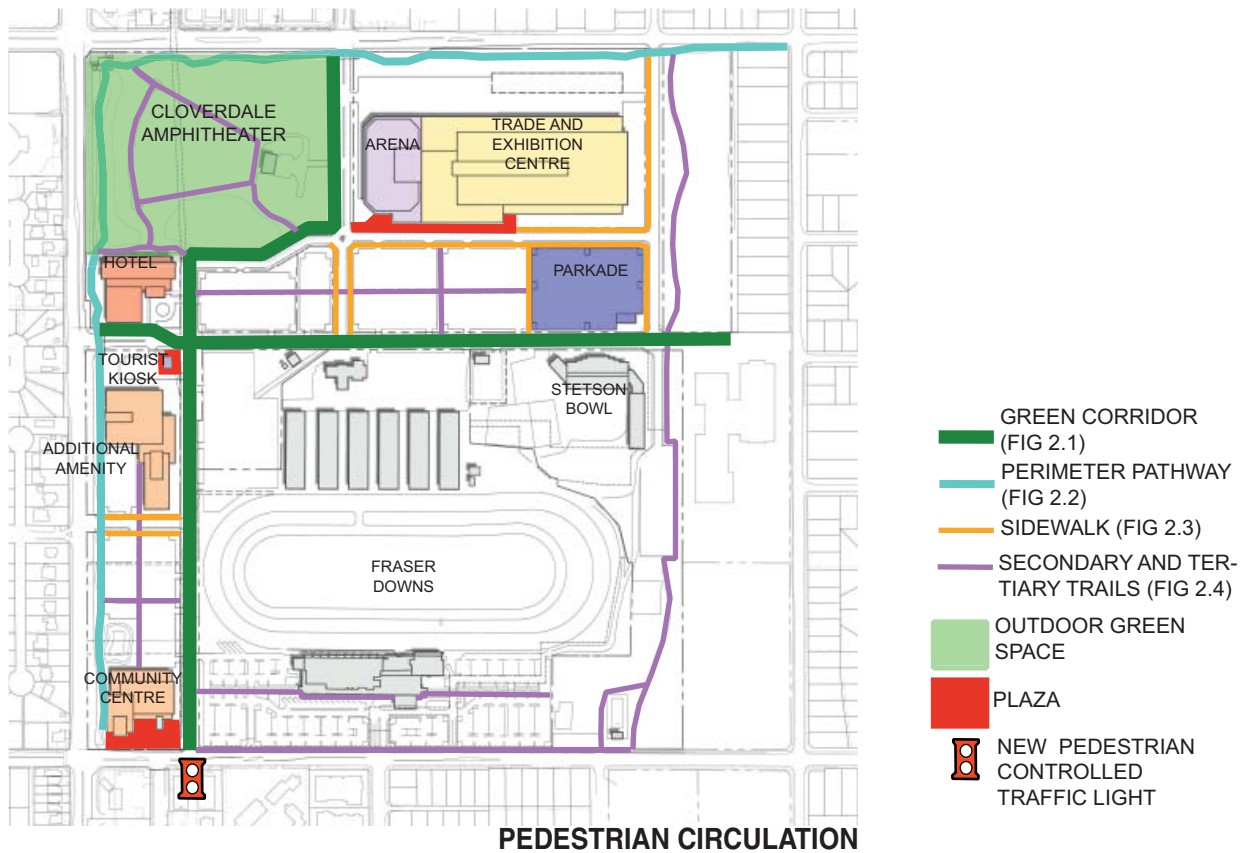 CLOVERDALE
AMPHITHEATER
ARENA
TRADE AND
EXHIBITION
CENTRE
HOTEL
PARKADE
TOURIST
KIOSK
STETSON
BOWL
ADDITIONAL
AMENITY
FRASER
DOWNS
COMMUNITY
CENTRE
GREEN CORRIDOR
(FIG 2.1)
PERIMETER PATHWAY
(FIG 2.2)
SIDEWALK (FIG 2.3)
SECONDARY AND TER-
TIARY TRAILS (FIG 2.4)
OUTDOOR GREEN
SPACE
PLAZA
NEW PEDESTRIAN
CONTROLLED
TRAFFIC LIGHT
PEDESTRIAN CIRCULATION